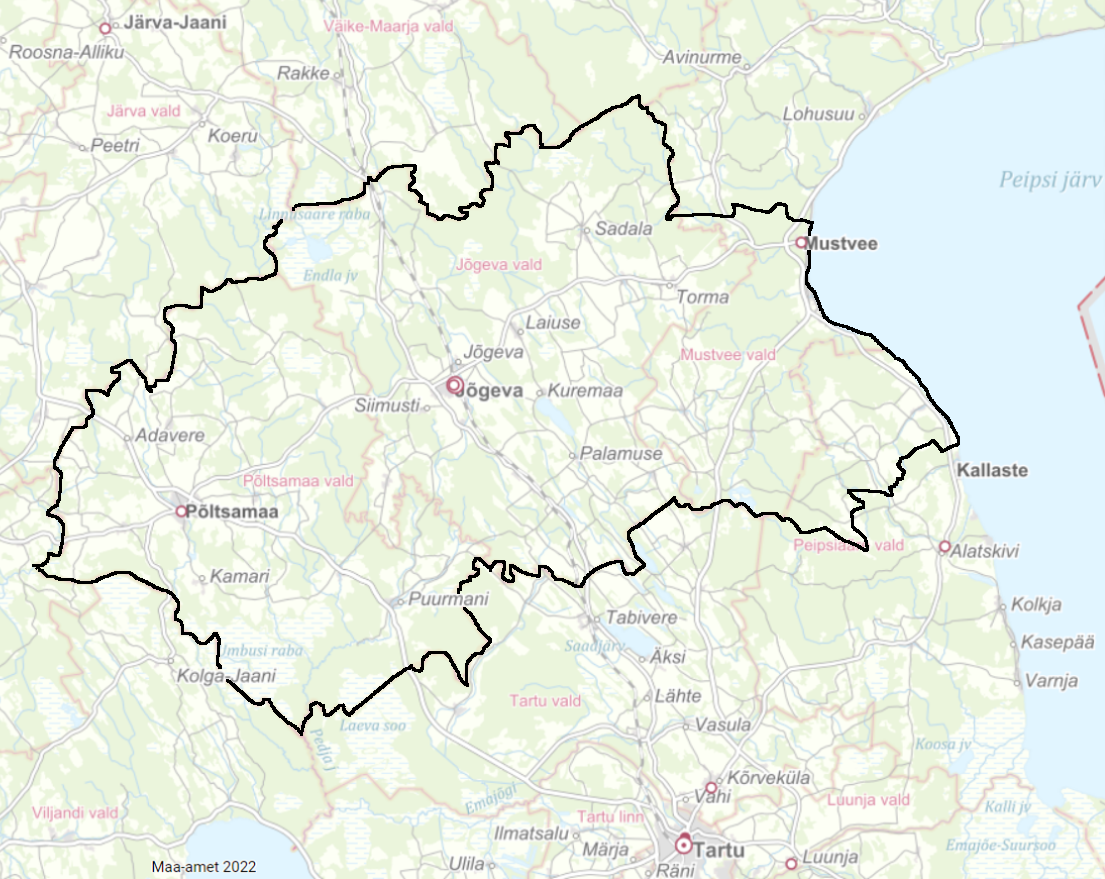 Järva-Jaani
Väike-Maarja vald
Roosna-Alliku
Avinurme
Rakke
Järva vald
Lohusuu
Koeru
Peetri
Peipsi järv
Linnusaare raba
Sadala
Mustvee
Jõgeva vald
Endla jv
Torma
Laiuse
Jõgeva
Mustvee vald
Jõgeva
Kuremaa
Siimusti
Adavere
Palamuse
Kallaste
Põltsamaa vald
Põltsamaa
Peipsiääre vald
Alatskivi
Kamari
Puurmani
Kolkja
Tabivere
Kasepää
Umbusi raba
Saadjärv
Äksi
Kolga-Jaani
Varnja
Lähte
Tartu vald
Laeva soo
Vasula
Pedja j
Koosa jv
Kõrveküla
Vahi
Emajõgi
Luunja vald
Kalli jv
Viljandi vald
Tartu linn
Ilmatsalu
Emajõe-Suursoo
Tartu
Märja
Luunja
Ulila
Räni
Maa-amet 2022